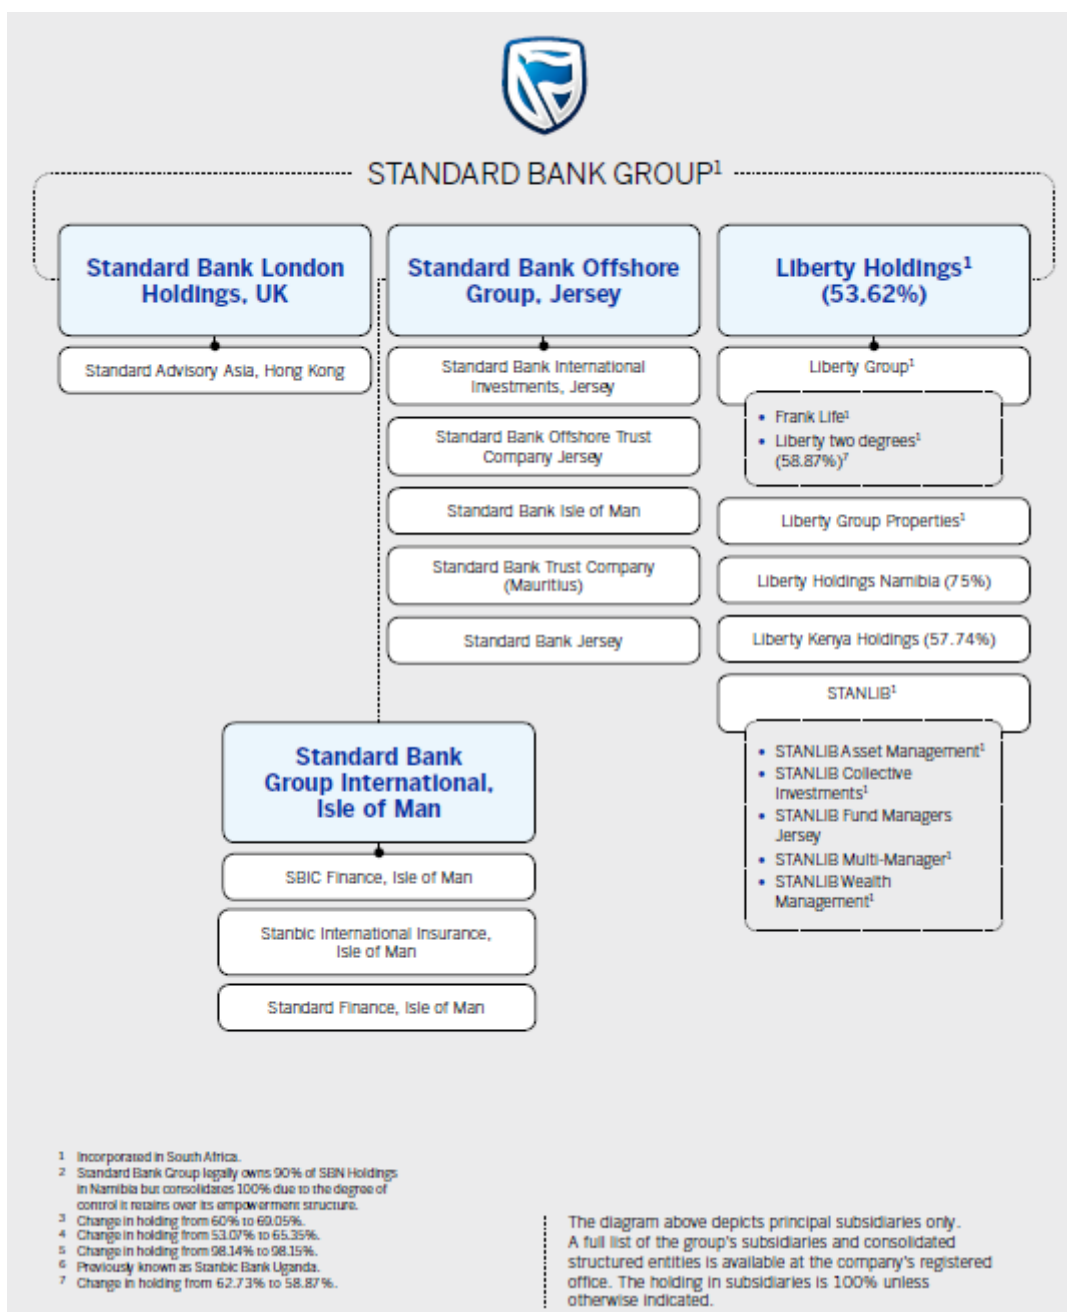 STANDARD BANK GROUP¹
Standard Bank London
Holdings, UK
Standard Advisory Asia, Hong Kong
Standard Bank Offshore
Group, Jersey
Standard Bank International
Investments, Jersey
Standard Bank Offshore Trust
Company Jersey
Standard Bank Isle of Man
Standard Bank Trust Company
(Mauritius)
Standard Bank Jersey
Liberty Holdings¹
(53.62%)
Liberty Group¹
• Frank Life¹
• Liberty two degrees¹
(58.87%)⁷
Liberty Group Properties¹
Liberty Holdings Namibia (75%)
Liberty Kenya Holdings (57.74%)
STANLIB¹
• STANLIB Asset Management¹
• STANLIB Collective
Investments¹
• STANLIB Fund Managers
Jersey
• STANLIB Multi-Manager¹
• STANLIB Wealth
Management¹
Standard Bank
Group International,
Isle of Man
SBIC Finance, Isle of Man
Stanbic International Insurance,
Isle of Man
Standard Finance, Isle of Man
1 Incorporated in South Africa.
2 Standard Bank Group legally owns 90% of SBN Holdings
in Namibia but consolidates 100% due to the degree of
control it retains over its empowerment structure.
3 Change in holding from 60% to 69.05%.
4 Change in holding from 53.07% to 65.35%.
5 Change in holding from 98.14% to 98.15%.
6 Previously known as Stanbic Bank Uganda.
7 Change in holding from 62.73% to 58.87%.
The diagram above depicts principal subsidiaries only.
A full list of the group's subsidiaries and consolidated
structured entities is available at the company's registered
office. The holding in subsidiaries is 100% unless
otherwise indicated.